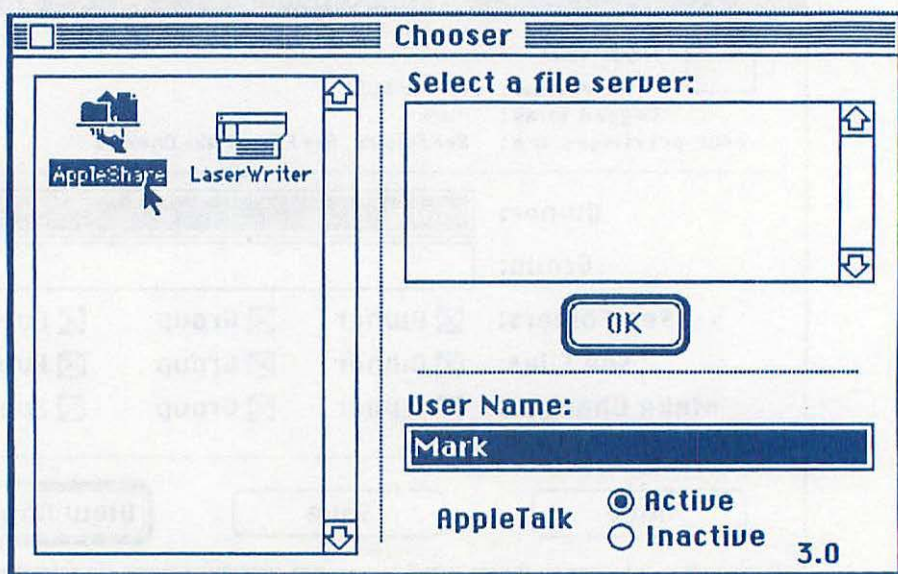 Chooser
AppleShare
LaserWriter
Select a file server:
OK
User Name:
Mark
AppleTalk
Active
Inactive
3.0